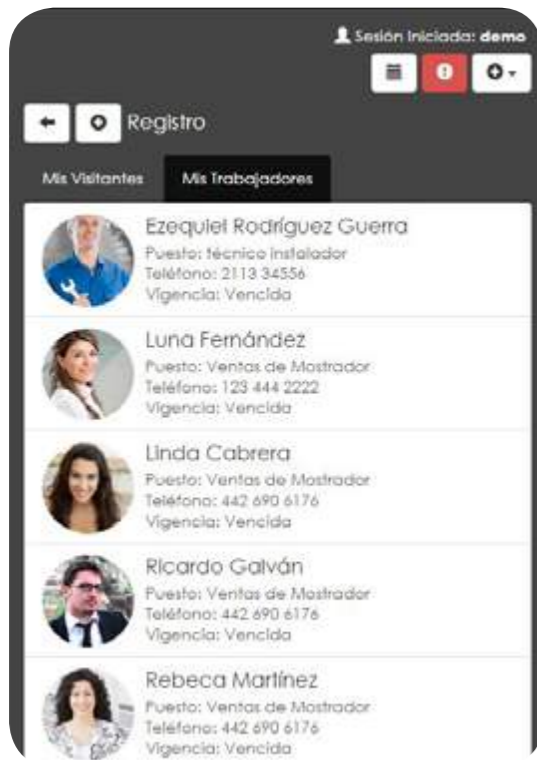 Sesión Iniciada: demo
Registro
Mis Visitantes Mis Trabajadores
Ezequiel Rodríguez Guerra
Puesto: técnico instalador
Teléfono: 2113 34556
Vigencia: Vencida
Luna Fernández
Puesto: Ventas de Mostrador
Teléfono: 123 444 2222
Vigencia: Vencida
Linda Cabrera
Puesto: Ventas de Mostrador
Teléfono: 442 690 6176
Vigencia: Vencida
Ricardo Galván
Puesto: Ventas de Mostrador
Teléfono: 442 690 6176
Vigencia: Vencida
Rebeca Martínez
Puesto: Ventas de Mostrador
Teléfono: 442 690 6176
Vigencia: Vencida